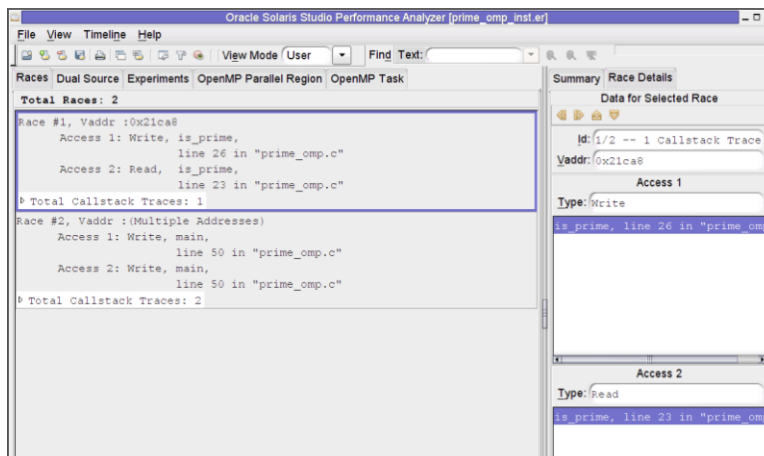 Oracle Solaris Studio Performance Analyzer [prime_omp_inst.er]
File View Timeline Help
View Mode User Find Text:
Races Dual Source Experiments OpenMP Parallel Region OpenMP Task
Total Races: 2
Race #1, Vaddr :0x21ca8
Access 1: Write, is_prime,
line 26 in "prime_omp.c"
Access 2: Read, is_prime,
line 23 in "prime_omp.c"
Total Callstack Traces: 1
Race #2, Vaddr :(Multiple Addresses)
Access 1: Write, main,
line 50 in "prime_omp.c"
Access 2: Write, main,
line 50 in "prime_omp.c"
Total Callstack Traces: 2
Summary Race Details
Data for Selected Race
Id: 1/2 -- 1 Callstack Trace
Vaddr: 0x21ca8
Access 1
Type: Write
is_prime, line 26 in "prime_omp
Access 2
Type: Read
is_prime, line 23 in "prime_omp